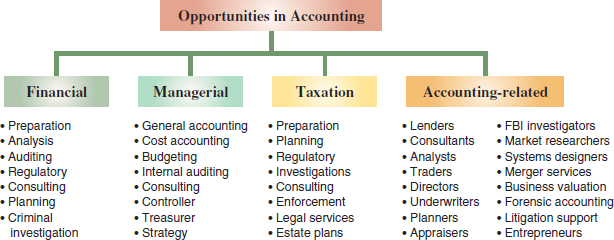 Opportunities in Accounting
Financial
• Preparation
• Analysis
• Auditing
• Regulatory
• Consulting
• Planning
• Criminal
investigation
Managerial
• General accounting
• Cost accounting
• Budgeting
• Internal auditing
• Consulting
• Controller
• Treasurer
• Strategy
Taxation
• Preparation
• Planning
• Regulatory
• Investigations
• Consulting
• Enforcement
• Legal services
• Estate plans
Accounting-related
• Lenders
• Consultants
• Analysts
• Traders
• Directors
• Underwriters
• Planners
• Appraisers
• FBI investigators
• Market researchers
• Systems designers
• Merger services
• Business valuation
• Forensic accounting
• Litigation support
• Entrepreneurs